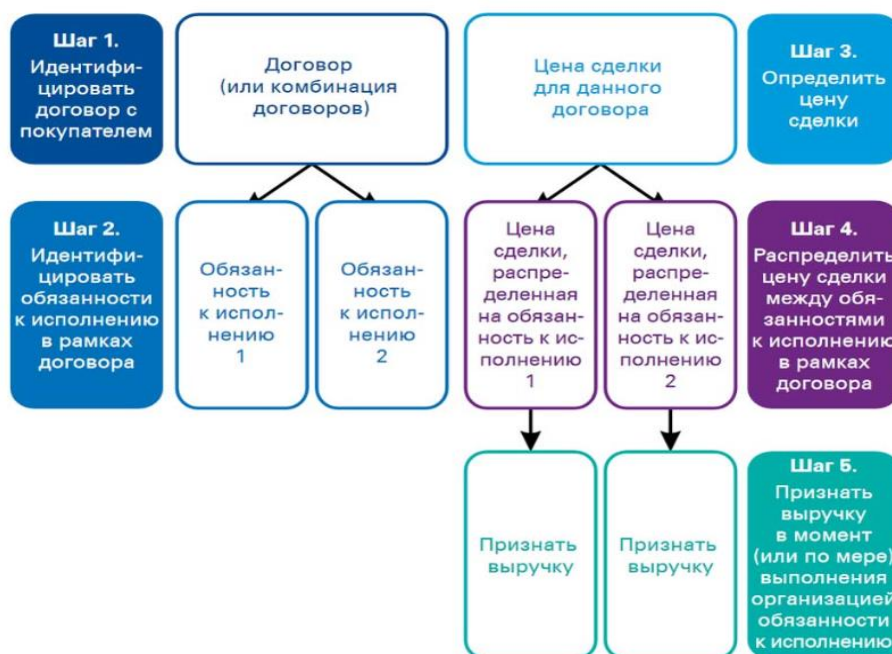 Шаг 1.
Идентифи-
цировать
договор с
покупателем
Договор
(или комбинация
договоров)
Цена сделки
для данного
договора
Шаг 3.
Определить
цену
сделки
Шаг 2.
Идентифи-
цировать
обязанности
к исполнению
в рамках
договора
Обязан-
ность
к испол-
нению
1
Обязан-
ность
к испол-
нению
2
Цена
сделки,
распре-
деленная
на обязан-
ность к ис-
полнению
1
Цена
сделки,
распре-
деленная
на обязан-
ность к ис-
полнению
2
Шаг 4.
Распределить
цену сделки
между обя-
занностями
к исполнению
в рамках
договора
Признать
выручку
Признать
выручку
Шаг 5.
Признать
выручку
в момент
(или по мере)
выполнения
организацией
обязанности
к исполнению